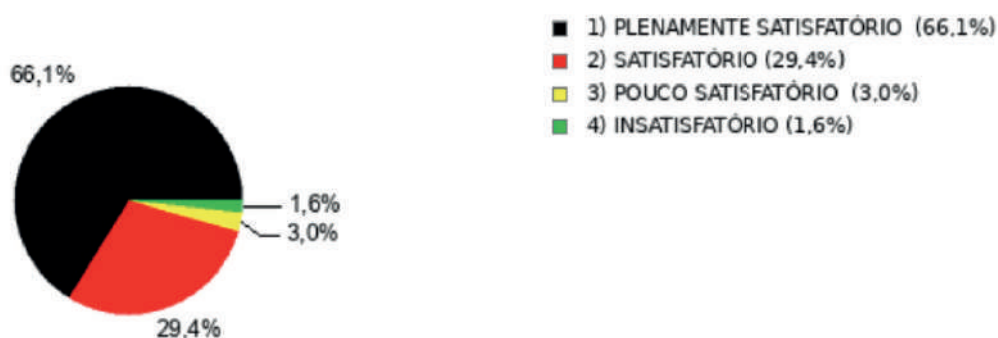 66,1%
1,6%
3,0%
29,4%
1) PLENAMENTE SATISFATÓRIO (66,1%)
2) SATISFATÓRIO (29,4%)
3) POUCO SATISFATÓRIO (3,0%)
4) INSATISFATÓRIO (1,6%)